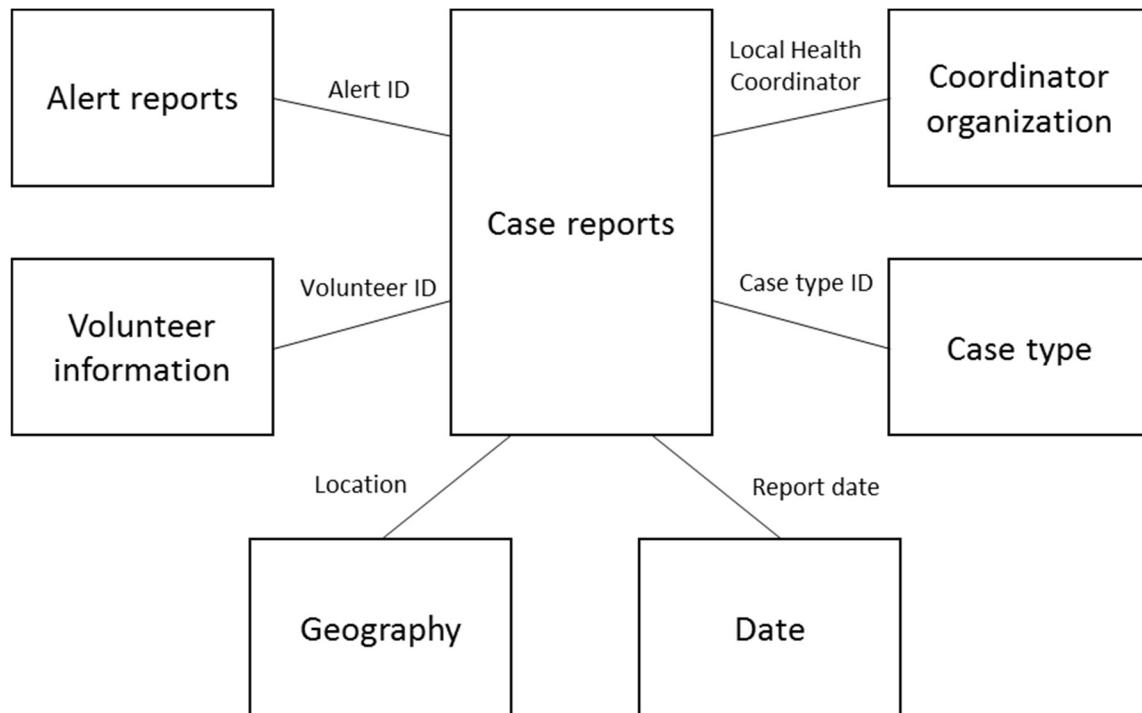 Alert reports
Alert ID
Case reports
Local Health
Coordinator
Coordinator
organization
Volunteer
information
Volunteer ID
Case type ID
Case type
Location
Report date
Geography
Date